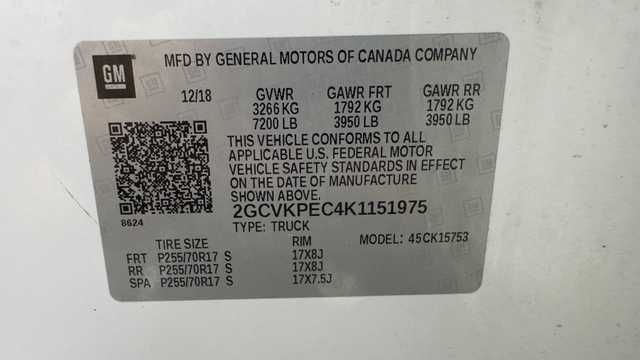 GM
MFD BY GENERAL MOTORS OF CANADA COMPANY
12/18 GVWR GAWR FRT GAWR RR
3266 KG 1792 KG 1792 KG
7200 LB 3950 LB 3950 LB
THIS VEHICLE CONFORMS TO ALL
APPLICABLE U.S. FEDERAL MOTOR
VEHICLE SAFETY STANDARDS IN EFFECT
ON THE DATE OF MANUFACTURE
SHOWN ABOVE.
8624
2GCVKPEC4K1151975
TYPE: TRUCK
TIRE SIZE RIM MODEL: 45CK15753
FRT P255/70R17 S 17X8J
RR P255/70R17 S 17X8J
SPA P255/70R17 S 17X7.5J